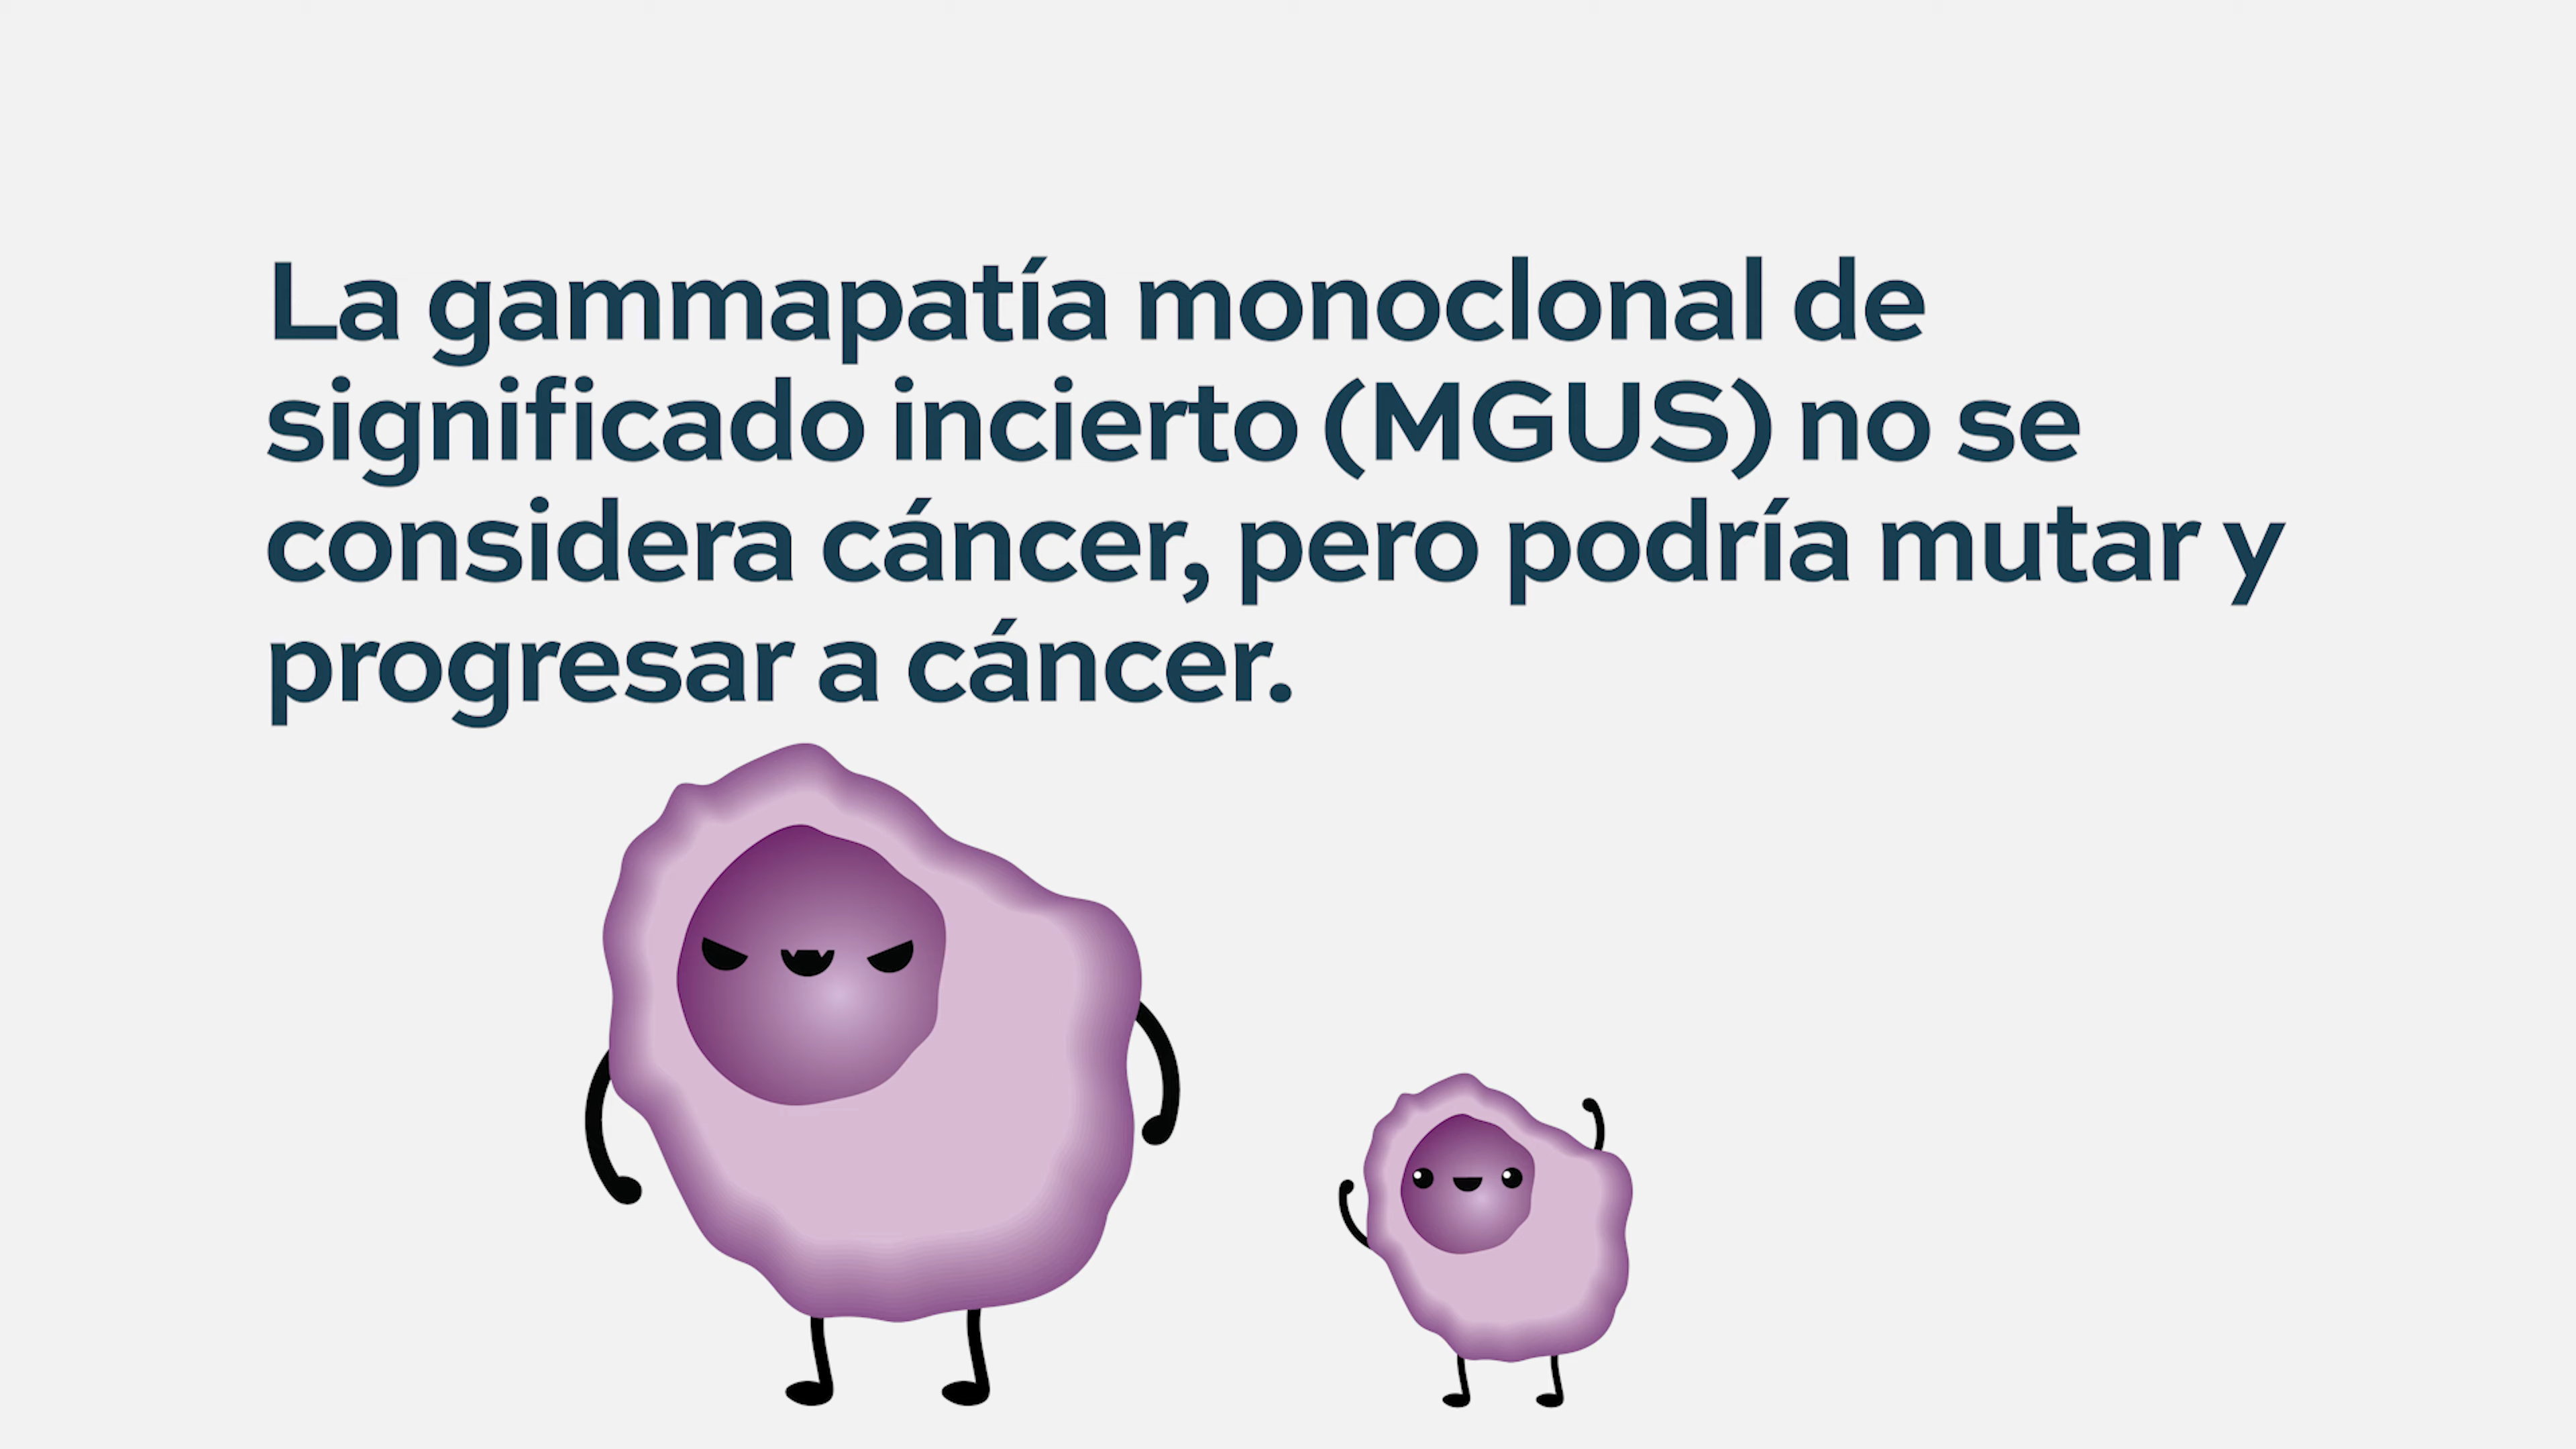 La gammapatía monoclonal de
significado incierto (MGUS) no se
considera cáncer, pero podría mutar y
progresar a cáncer.